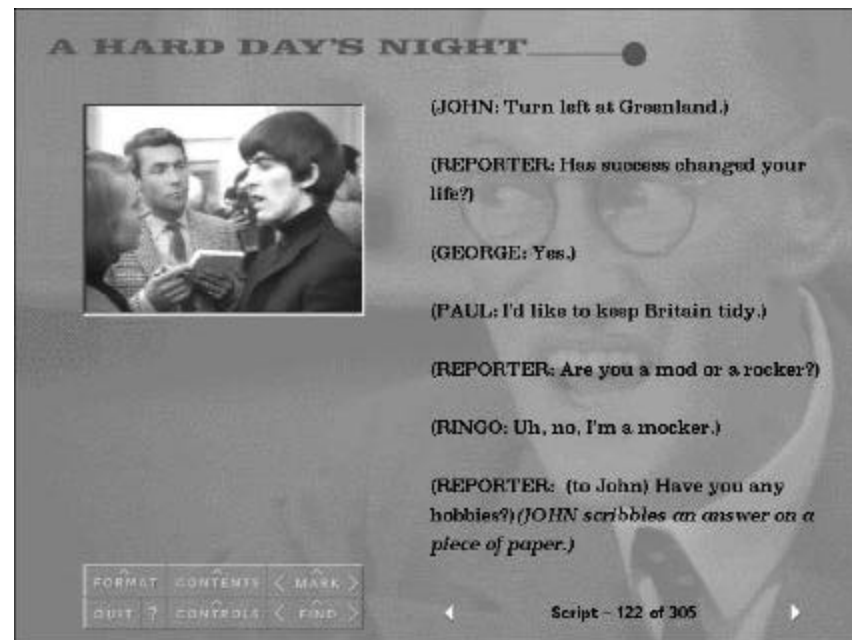 A HARD DAY'S NIGHT
(JOHN: Turn left at Greenland.)
(REPORTER: Has success changed your
life?)
(GEORGE: Yes.)
(PAUL: I'd like to keep Britain tidy.)
(REPORTER: Are you a mod or a rocker?)
(RINGO: Uh, no, I'm a mocker.)
(REPORTER: (to John) Have you any
hobbies?)(JOHN scribbles an answer on a
piece of paper.)
FORMAT CONTENTS < MARK >
QUIT ? CONTROLS < FIND >
Script – 122 of 305